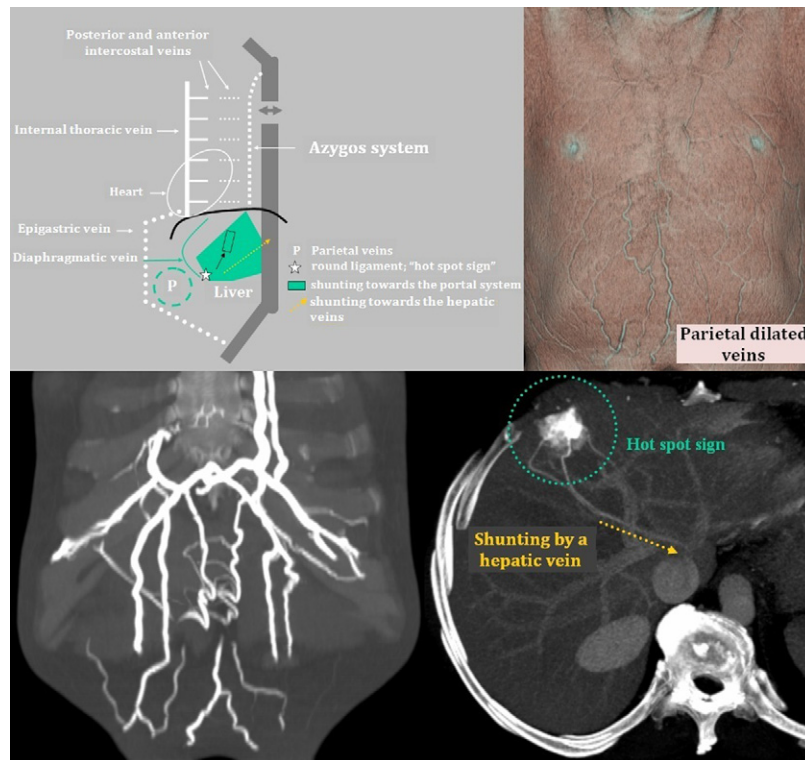 Posterior and anterior
intercostal veins
Internal thoracic vein
Azygos system
Heart
Epigastric vein
Diaphragmatic vein
P
Liver
P Parietal veins
round ligament; "hot spot sign"
shunting towards the portal system
shunting towards the hepatic
veins
Parietal dilated
veins
Hot spot sign
Shunting by a
hepatic vein